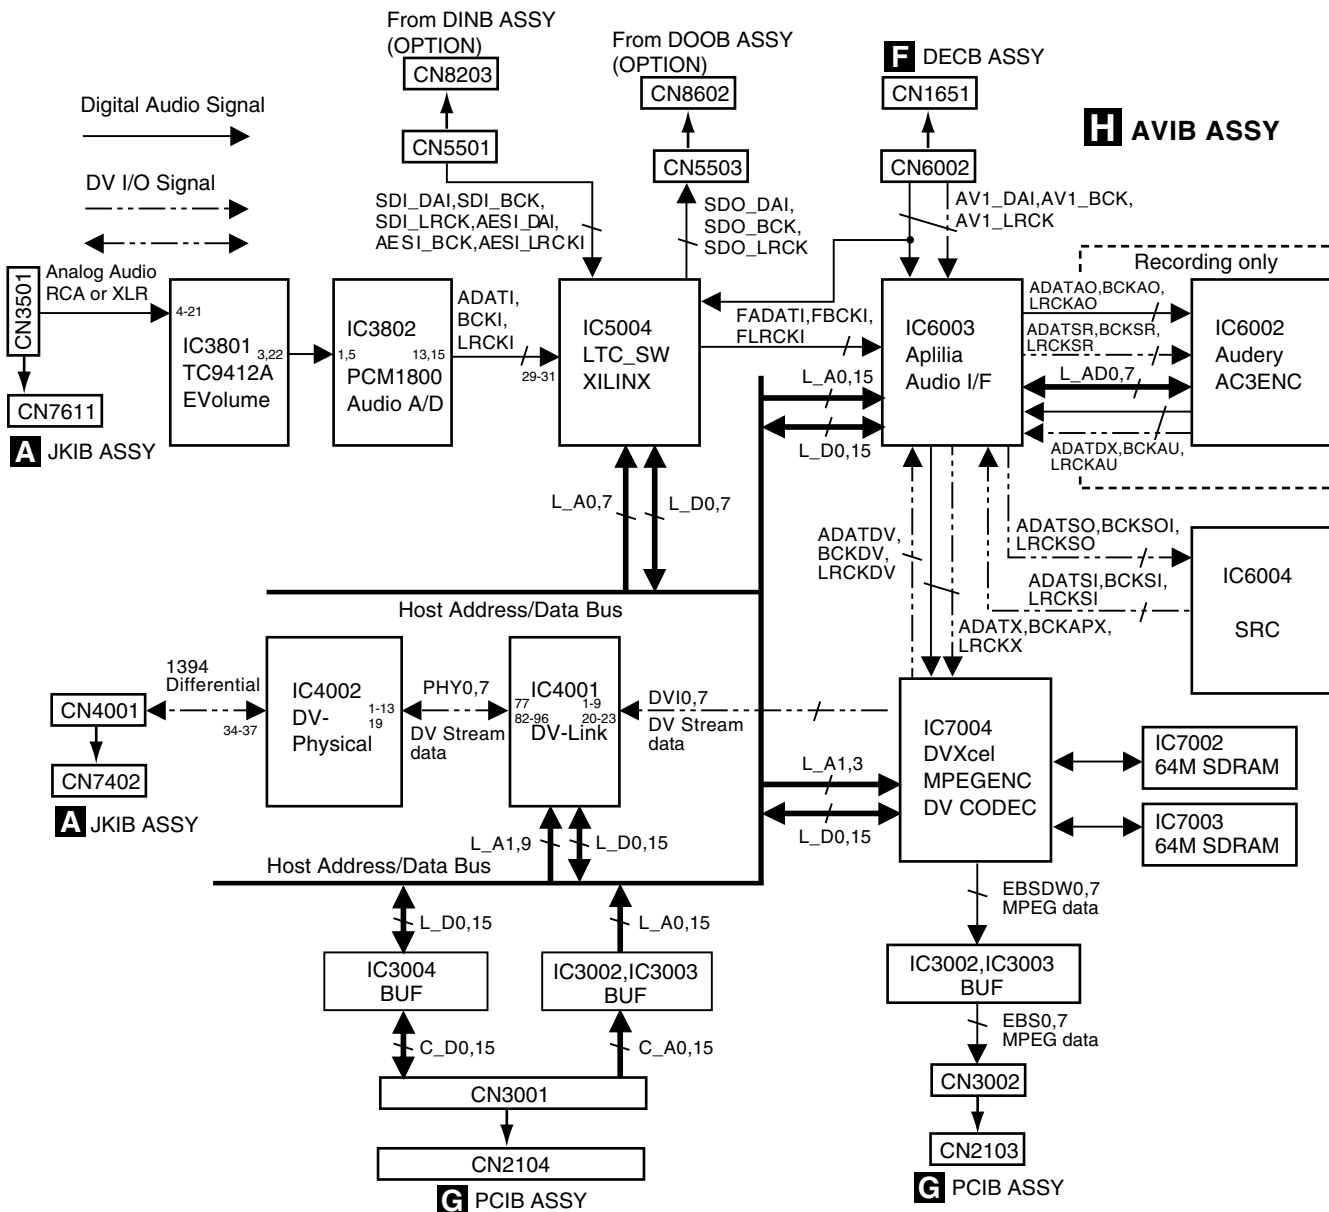 From DINB ASSY
(OPTION)
CN8203
CN5501
From DOOB ASSY
(OPTION)
CN8602
CN5503
F DECB ASSY
CN1651
CN6002
H AVIB ASSY
Digital Audio Signal
DV I/O Signal
SDI_DAI,SDI_BCK,
SDI_LRCK,AESI_DAI,
AESI_BCK,AESI_LRCKI
SDO_DAI,
SDO_BCK,
SDO_LRCK
AV1_DAI,AV1_BCK,
AV1_LRCK
Recording only
CN3501
Analog Audio
RCA or XLR
4-21
IC3801
3,22
TC9412A
EVolume
IC3802
1,5
13,15
PCM1800
Audio A/D
ADATI,
BCKI,
LRCKI
29-31
IC5004
LTC_SW
XILINX
FADATI,FBCKI,
FLRCKI
L_A0,15
L_D0,15
IC6003
Aplilia
Audio I/F
ADATAO,BCKAO,
LRCKAO
ADATSR,BCKSR,
LRCKSR
L_AD0,7
ADATDX,BCKAU,
LRCKAU
IC6002
Audery
AC3ENC
CN7611
A JKIB ASSY
L_A0,7
L_D0,7
Host Address/Data Bus
ADATDV,
BCKDV,
LRCKDV
ADATX,BCKAPX,
LRCKX
ADATSO,BCKSOI,
LRCKSO
ADATSI,BCKSI,
LRCKSI
IC6004
SRC
1394
Differential
CN4001
34-37
IC4002
DV-
Physical
1-13
19
PHY0,7
DV Stream
data
IC4001
77
82-96
1-9
20-23
DV-Link
DVI0,7
DV Stream
data
IC7004
DVXcel
MPEGENC
DV CODEC
IC7002
64M SDRAM
IC7003
64M SDRAM
L_A1,3
L_D0,15
CN7402
A JKIB ASSY
L_A1,9
L_D0,15
Host Address/Data Bus
L_D0,15
L_A0,15
IC3004
BUF
IC3002,IC3003
BUF
C_D0,15
C_A0,15
CN3001
CN2104
G PCIB ASSY
EBSDW0,7
MPEG data
IC3002,IC3003
BUF
EBS0,7
MPEG data
CN3002
CN2103
G PCIB ASSY